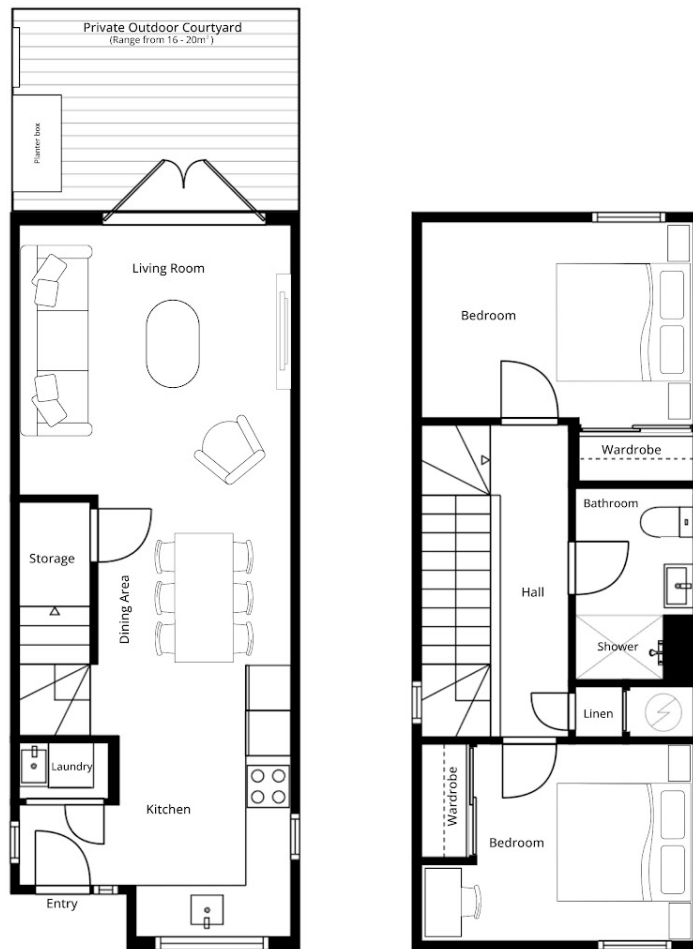 Private Outdoor Courtyard
(Range from 16 - 20m²)
Planter box
Living Room
Storage
Dining Area
Laundry
Kitchen
Entry
Bedroom
Wardrobe
Bathroom
Hall
Shower
Linen
Wardrobe
Bedroom